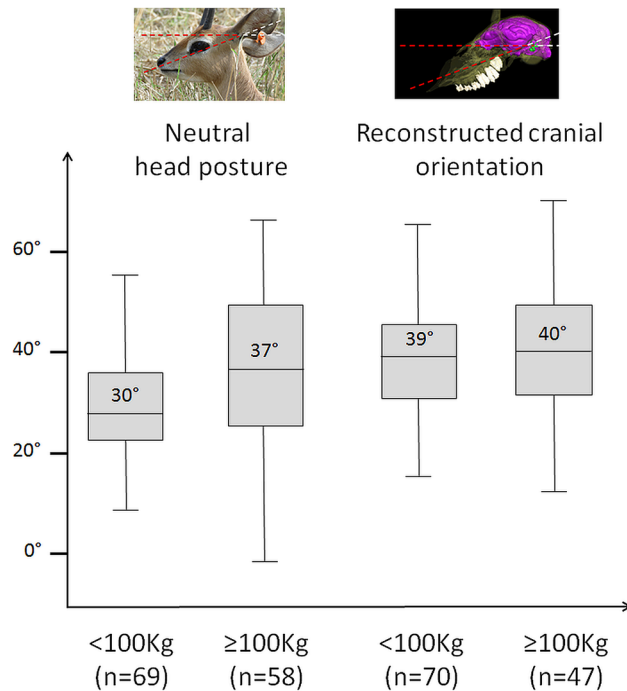 Neutral
head posture
Reconstructed cranial
orientation
60°
40°
20°
0°
30°
37°
39°
40°
<100Kg
(n=69)
≥100Kg
(n=58)
<100Kg
(n=70)
≥100Kg
(n=47)